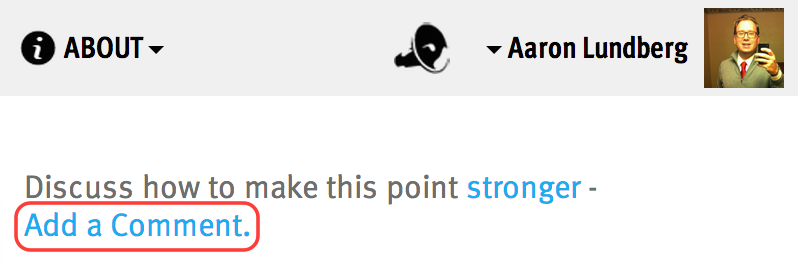 ABOUT
Aaron Lundberg
Discuss how to make this point stronger -
Add a Comment.